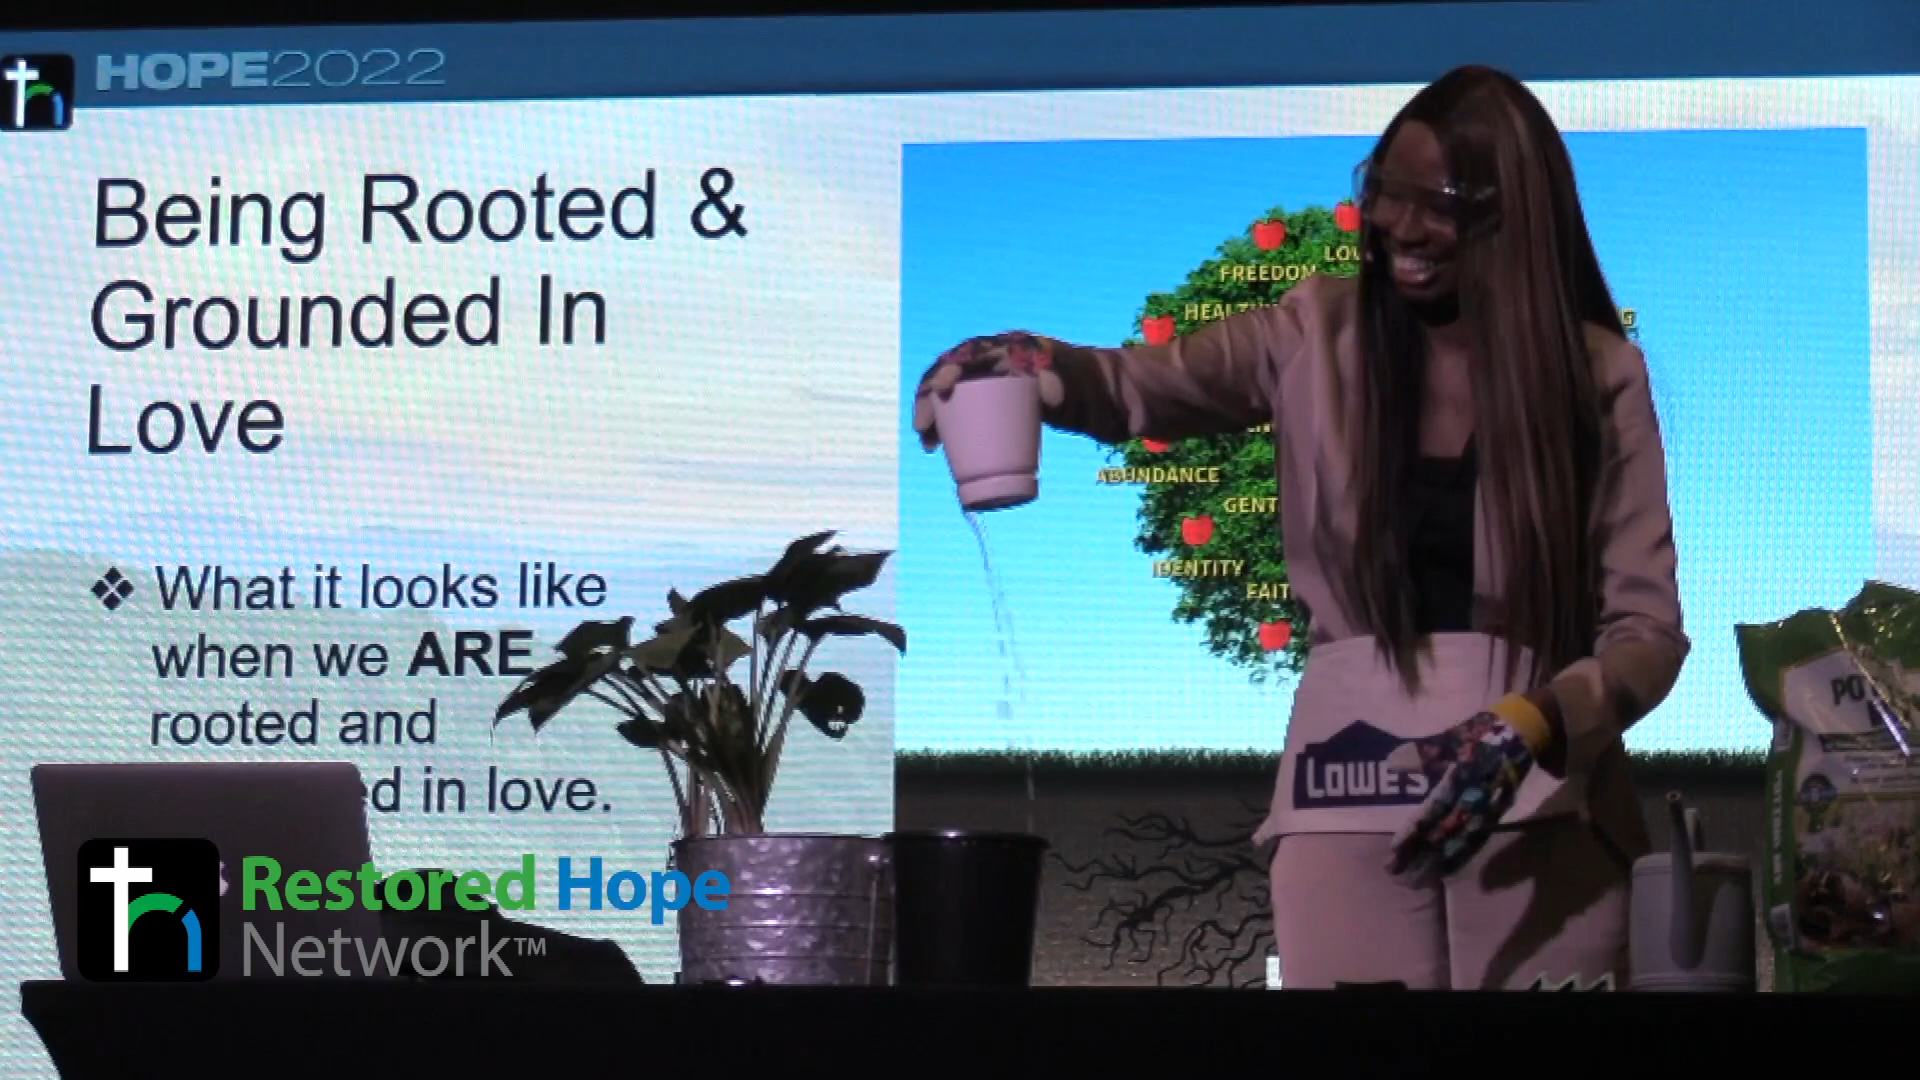 HOPE2022
Being Rooted &
Grounded In
Love
❖ What it looks like
when we ARE
rooted and
in love.
FREEDOM
ABUNDANCE
IDENTITY
LOWE'S
Restored Hope
Network™